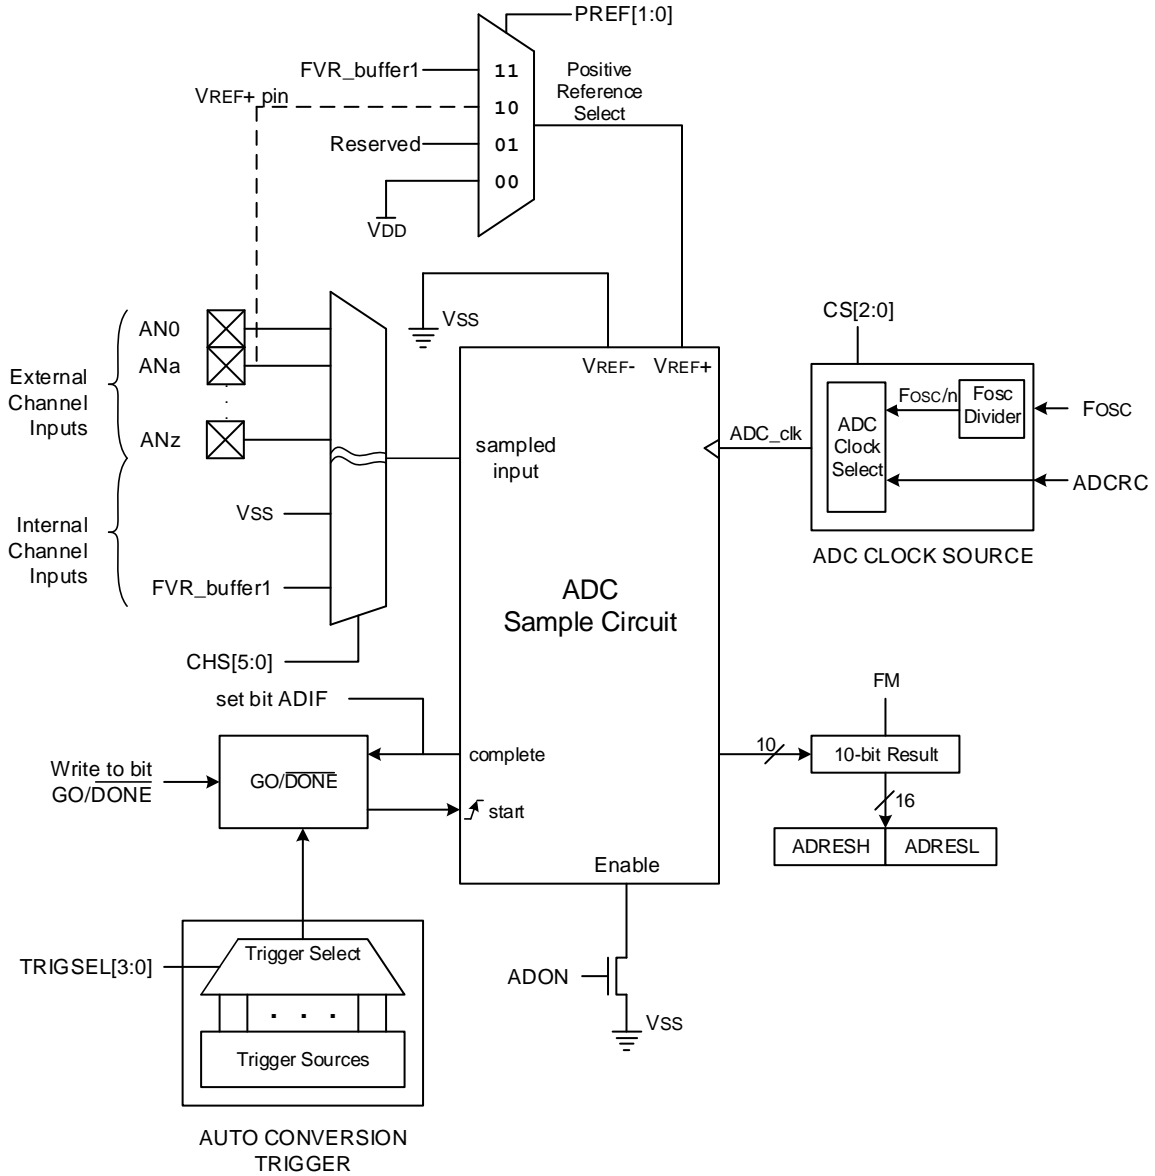 PREF[1:0]
FVR_buffer1
11
Positive
Reference
Select
VREF+ pin
10
Reserved
01
00
VDD
VSS
VREF-
VREF+
External
Channel
Inputs
AN0
ANa
ANz
Internal
Channel
Inputs
VSS
FVR_buffer1
CHS[5:0]
sampled
input
ADC_clk
CS[2:0]
ADC
Clock
Select
FOSC/n
Fosc
Divider
FOSC
ADCRC
ADC CLOCK SOURCE
ADC
Sample Circuit
set bit ADIF
complete
Write to bit
GO/DONE
GO/DONE
start
FM
10
10-bit Result
16
ADRESH
ADRESL
Enable
ADON
VSS
TRIGSEL[3:0]
Trigger Select
. . .
Trigger Sources
AUTO CONVERSION
TRIGGER